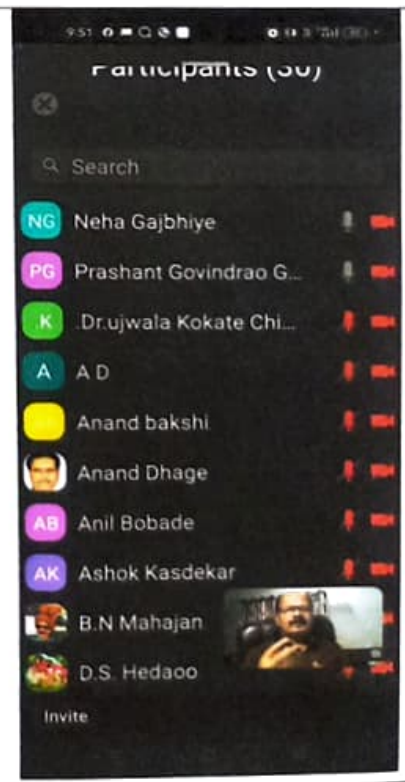 9:51
Participants (30)
Search
NG Neha Gajbhiye
PG Prashant Govindrao G...
.K .Dr.ujwala Kokate Chi...
A A D
Anand bakshi
Anand Dhage
AB Anil Bobade
AK Ashok Kasdekar
B.N Mahajan
D.S. Hedaoo
Invite